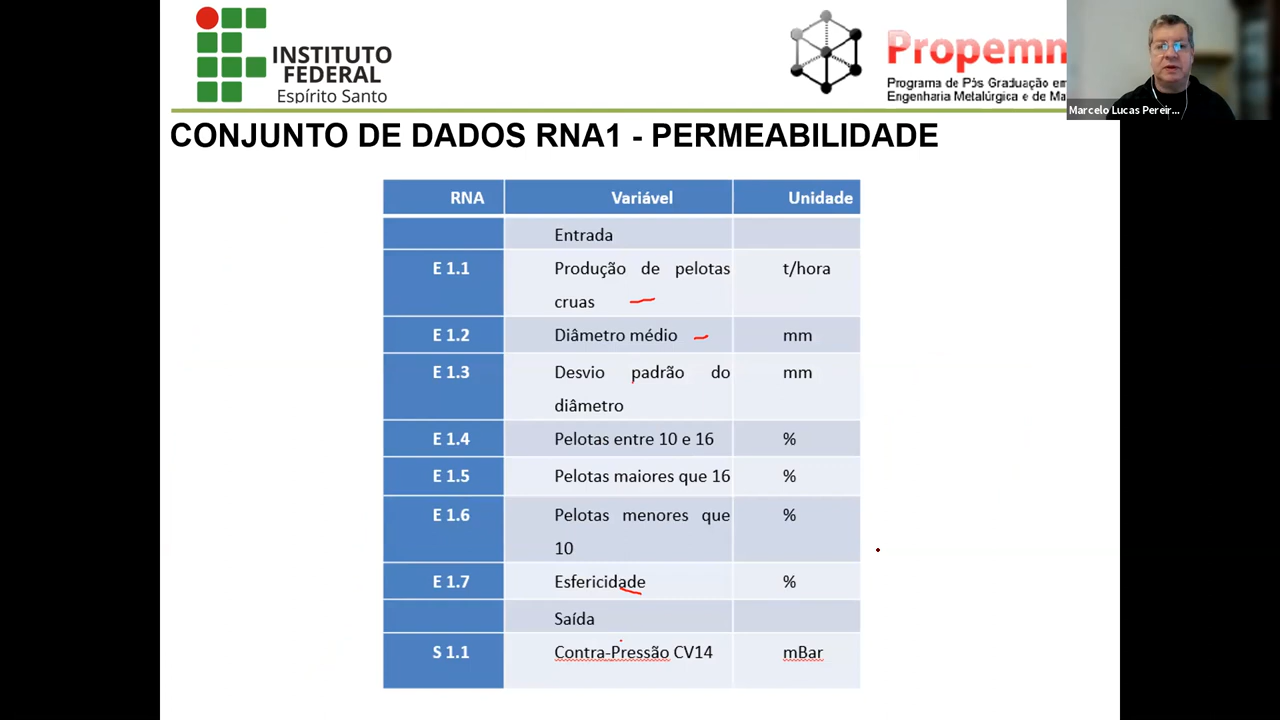 INSTITUTO
FEDERAL
Espírito Santo
Propemm
Programa de Pós Graduação em
Engenharia Metalúrgica e de Ma
Marcelo Lucas Pereir...
CONJUNTO DE DADOS RNA1 - PERMEABILIDADE
RNA Variável Unidade
Entrada
E 1.1 Produção de pelotas t/hora
cruas
E 1.2 Diâmetro médio mm
E 1.3 Desvio padrão do mm
diâmetro
E 1.4 Pelotas entre 10 e 16 %
E 1.5 Pelotas maiores que 16 %
E 1.6 Pelotas menores que %
10
E 1.7 Esfericidade %
Saída
S 1.1 Contra-Pressão CV14 mBar